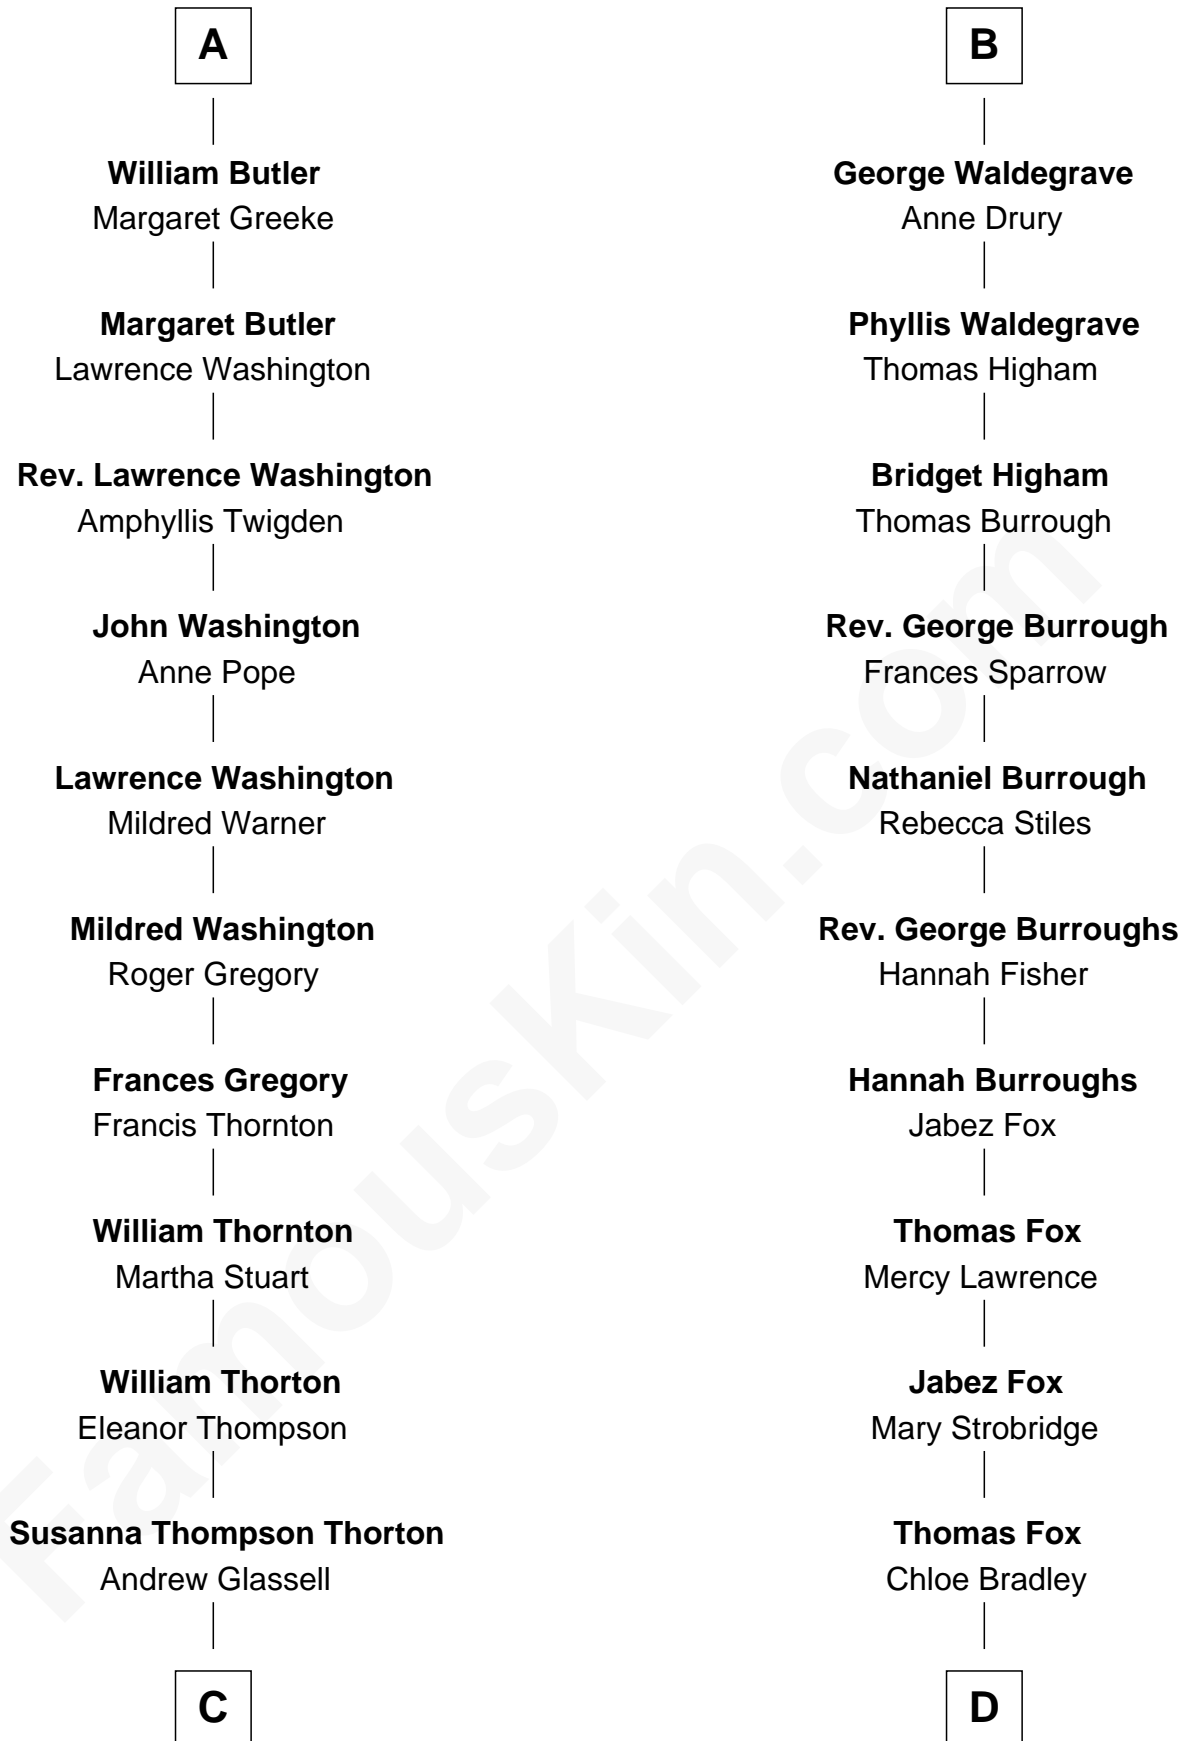 A
William Butler
Margaret Greeke
Margaret Butler
Lawrence Washington
Rev. Lawrence Washington
Amphyllis Twigden
John Washington
Anne Pope
Lawrence Washington
Mildred Warner
Mildred Washington
Roger Gregory
Frances Gregory
Francis Thornton
William Thornton
Martha Stuart
William Thorton
Eleanor Thompson
Susanna Thompson Thorton
Andrew Glassell
C
B
George Waldegrave
Anne Drury
Phyllis Waldegrave
Thomas Higham
Bridget Higham
Thomas Burrough
Rev. George Burrough
Frances Sparrow
Nathaniel Burrough
Rebecca Stiles
Rev. George Burroughs
Hannah Fisher
Hannah Burroughs
Jabez Fox
Thomas Fox
Mercy Lawrence
Jabez Fox
Mary Strobridge
Thomas Fox
Chloe Bradley
D
FamousKin.com